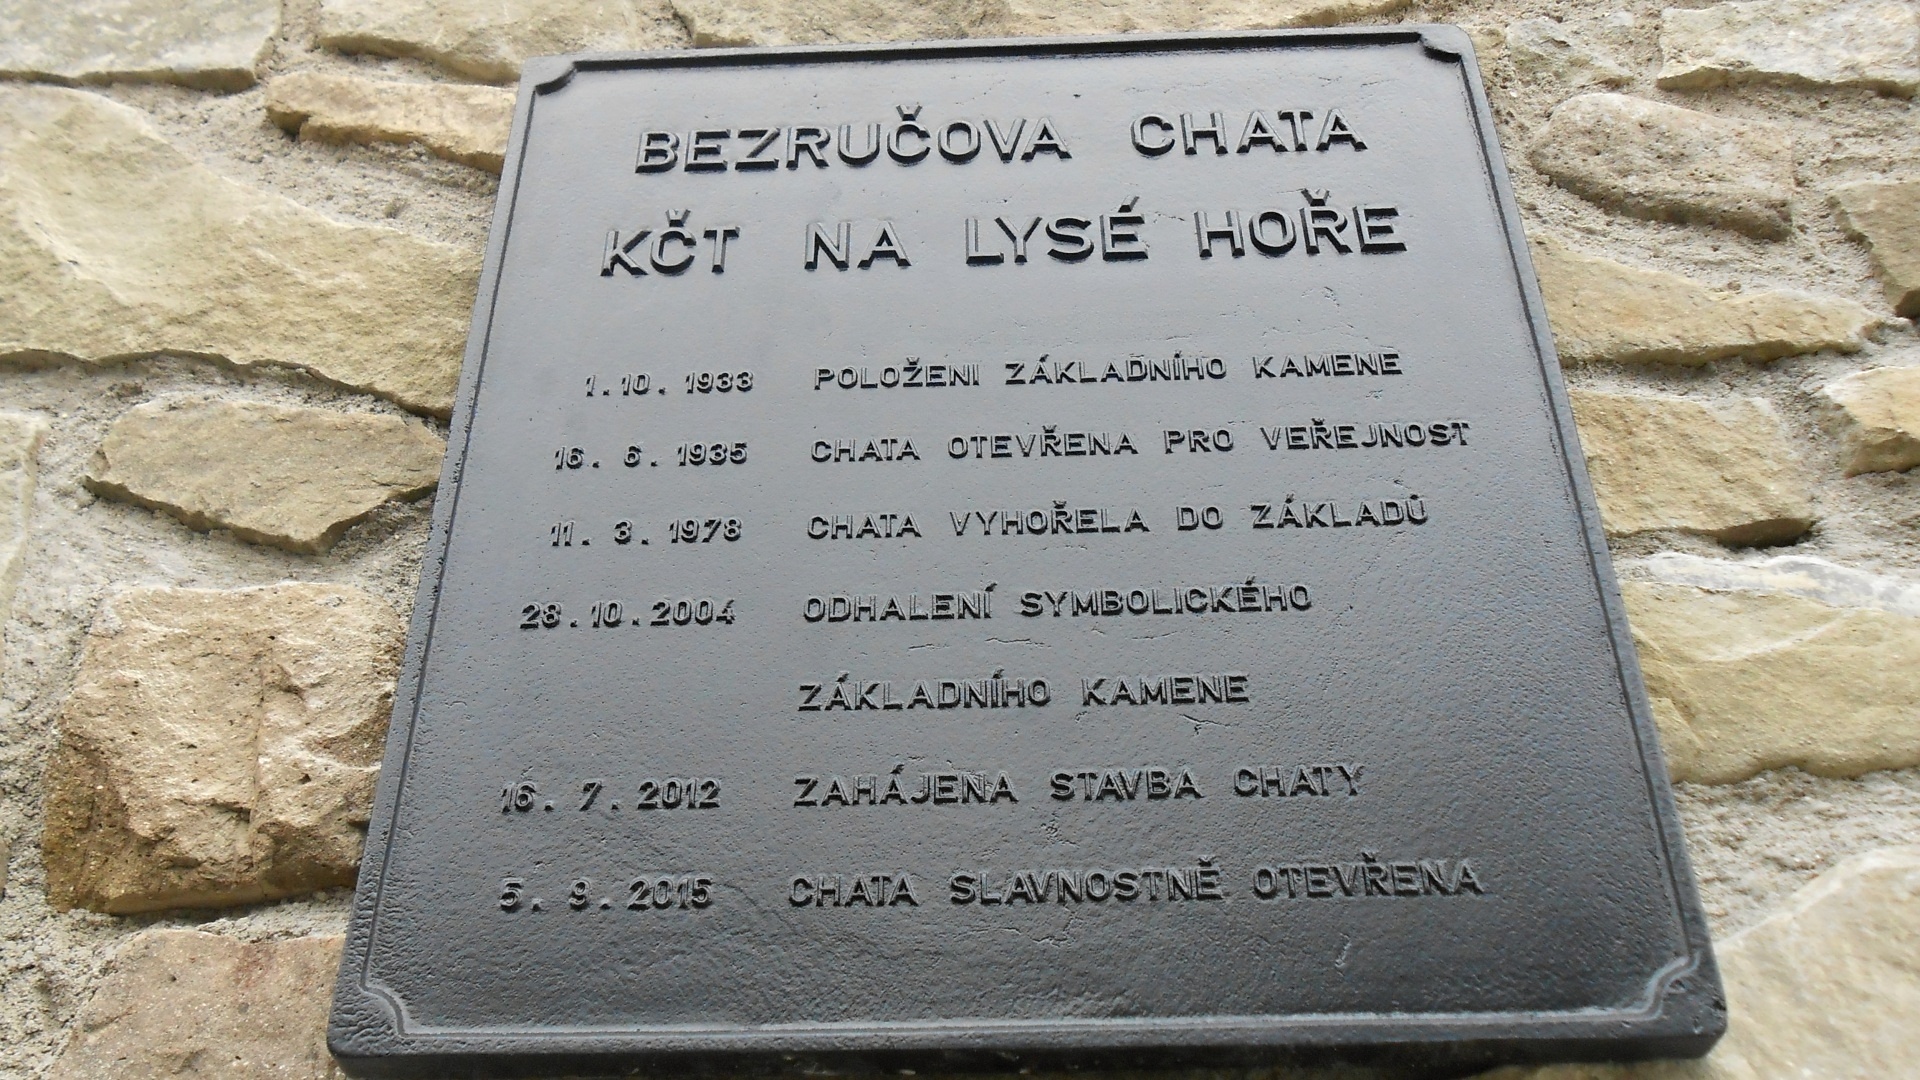 BEZRUČOVA CHATA
KČT NA LYSÉ HOŘE
1.10.1933 POLOŽENI ZÁKLADNÍHO KAMENE
16.6.1935 CHATA OTEVŘENA PRO VEŘEJNOST
11.3.1978 CHATA VYHOŘELA DO ZÁKLADŮ
28.10.2004 ODHALENÍ SYMBOLICKÉHO
ZÁKLADNÍHO KAMENE
16.7.2012 ZAHÁJENA STAVBA CHATY
5.9.2015 CHATA SLAVNOSTNĚ OTEVŘENA